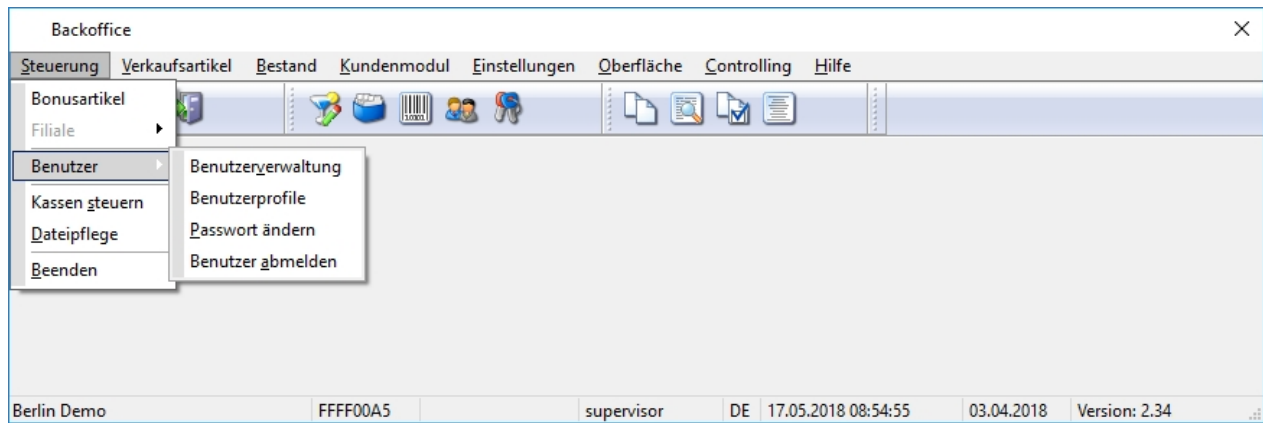 Backoffice
Steuerung Verkaufsartikel Bestand Kundenmodul Einstellungen Oberfläche Controlling Hilfe
Bonusartikel
Filiale
Benutzer
Kassen steuern
Dateipflege
Beenden
Benutzerverwaltung
Benutzerprofile
Passwort ändern
Benutzer abmelden
Berlin Demo FFFF00A5 supervisor DE 17.05.2018 08:54:55 03.04.2018 Version: 2.34